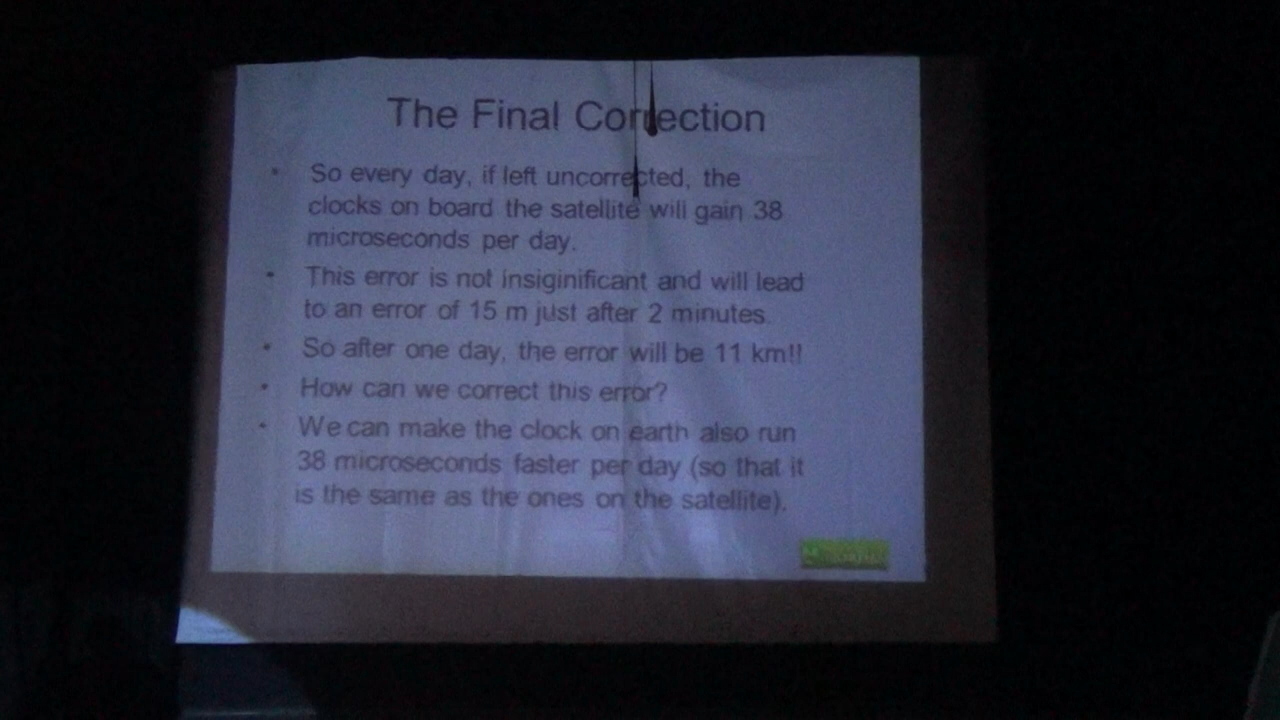 The Final Correction
• So every day, if left uncorrected, the
clocks on board the satellite will gain 38
microseconds per day.
• This error is not insiginificant and will lead
to an error of 15 m just after 2 minutes.
• So after one day, the error will be 11 km!!
• How can we correct this error?
• We can make the clock on earth also run
38 microseconds faster per day (so that it
is the same as the ones on the satellite).